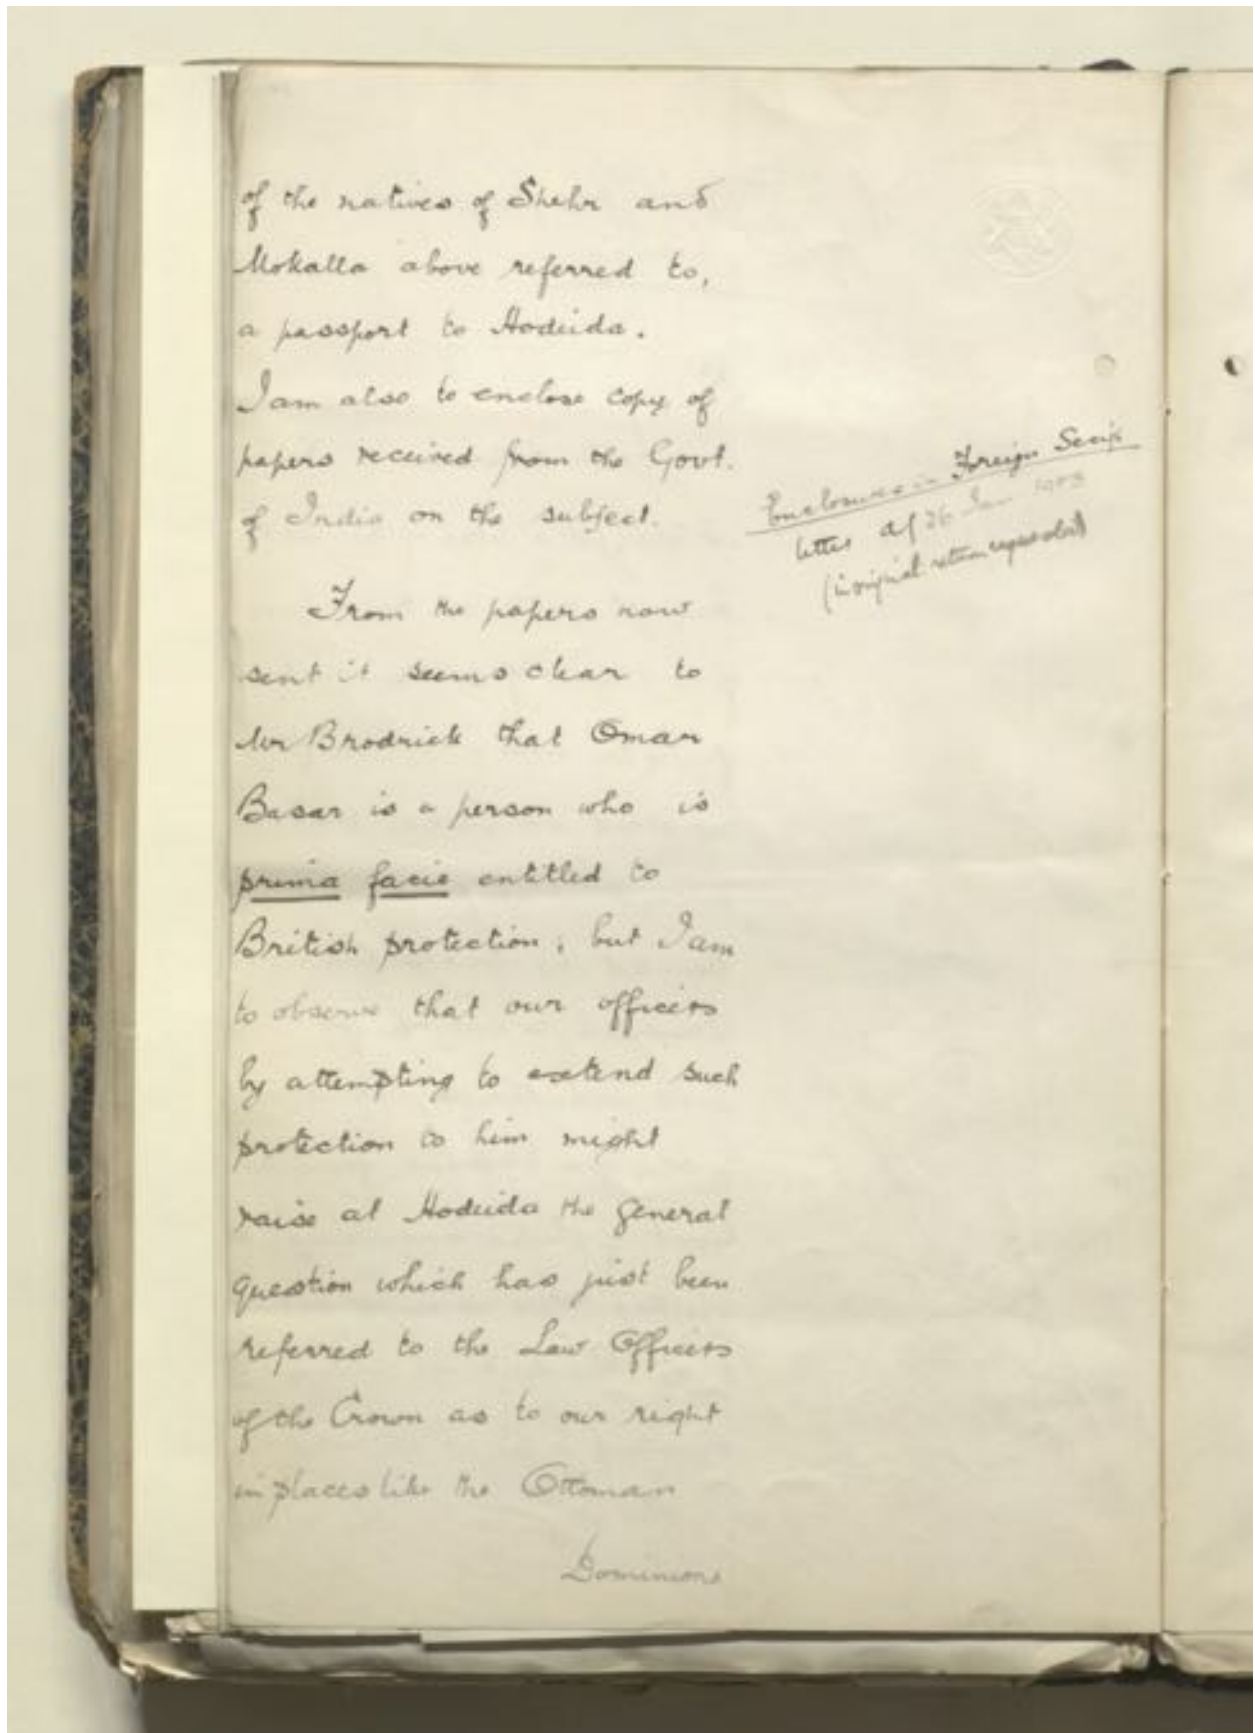 of the natives of Shehr and
Mokalla above referred to,
a passport to Hodeida.
I am also to enclose copy of
papers received from the Govt.
of India on the subject.
Enclosures in Foreign Secy's
letter of 26 Jan 1903
(in original return requested)
From the papers now
sent it seems clear to
Mr Brodrick that Omar
Basar is a person who is
prima facie entitled to
British protection; but I am
to observe that our officers
by attempting to extend such
protection to him might
raise at Hodeida the general
question which has just been
referred to the Law Officers
of the Crown as to our right
in places like the Ottoman
Dominions